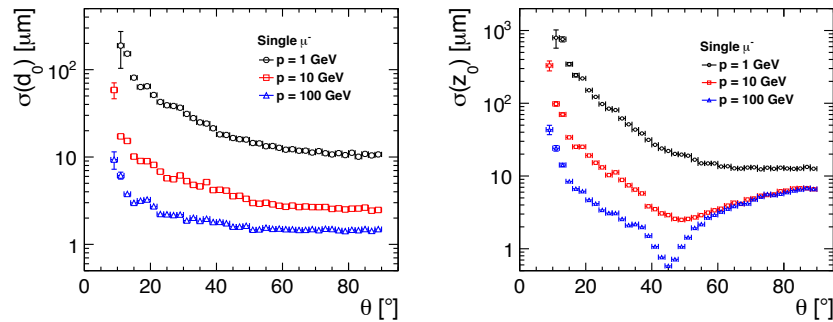 σ(d₀) [μm]
Single μ⁻
p = 1 GeV
p = 10 GeV
p = 100 GeV
10²
10
1
0 20 40 60 80
θ [°]
σ(z₀) [μm]
Single μ⁻
p = 1 GeV
p = 10 GeV
p = 100 GeV
10³
10²
10
1
0 20 40 60 80
θ [°]